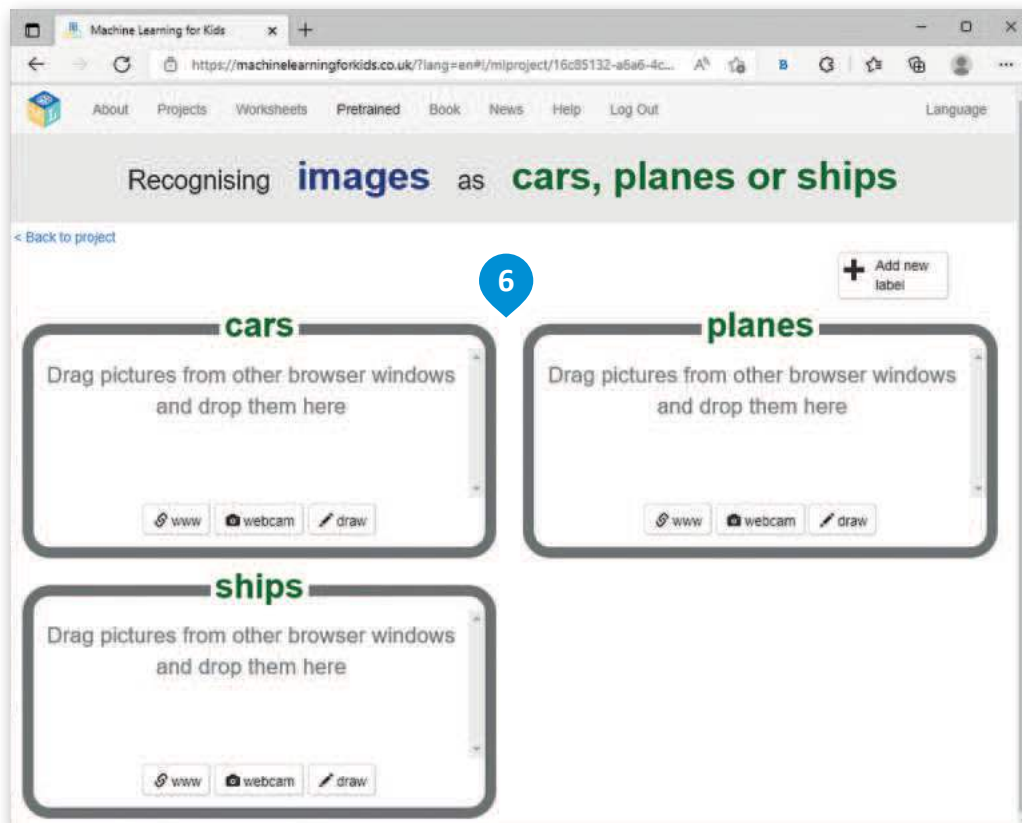 Machine Learning for Kids
https://machinelearningforkids.co.uk/?lang=en#!/mlproject/16c85132-a6a6-4c...
About Projects Worksheets Pretrained Book News Help Log Out Language
Recognising images as cars, planes or ships
< Back to project
6
Add new
label
cars
Drag pictures from other browser windows
and drop them here
www webcam draw
planes
Drag pictures from other browser windows
and drop them here
www webcam draw
ships
Drag pictures from other browser windows
and drop them here
www webcam draw